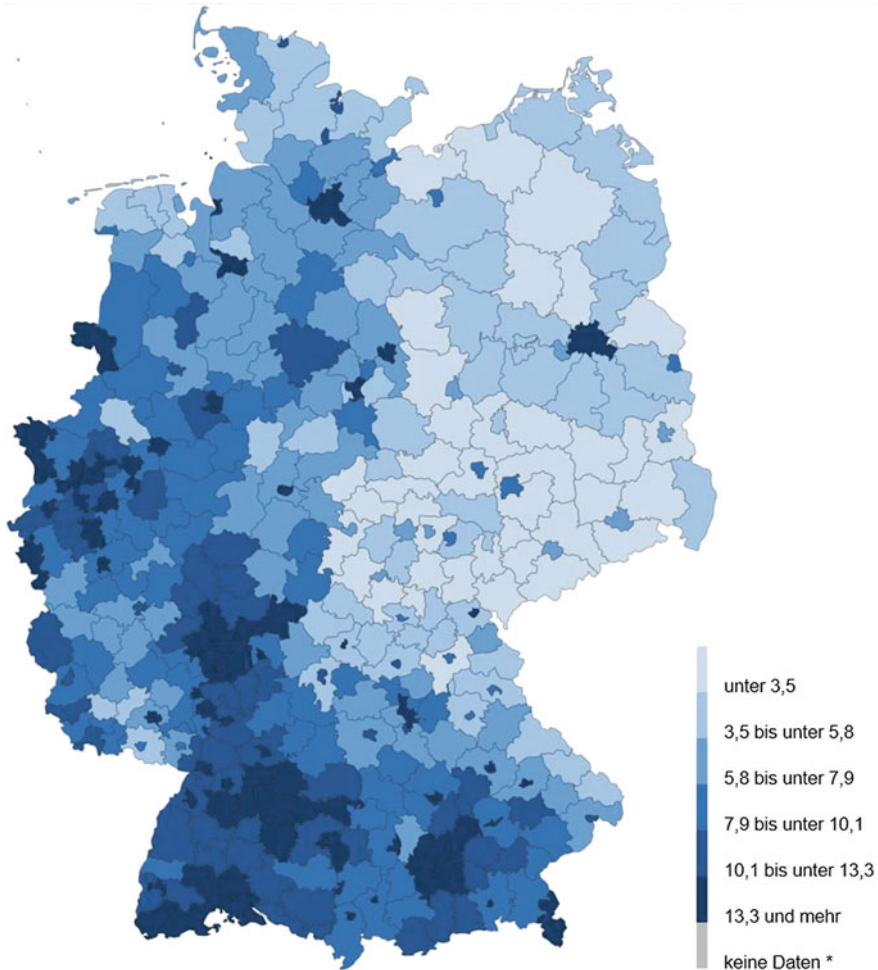 unter 3,5
3,5 bis unter 5,8
5,8 bis unter 7,9
7,9 bis unter 10,1
10,1 bis unter 13,3
13,3 und mehr
keine Daten *